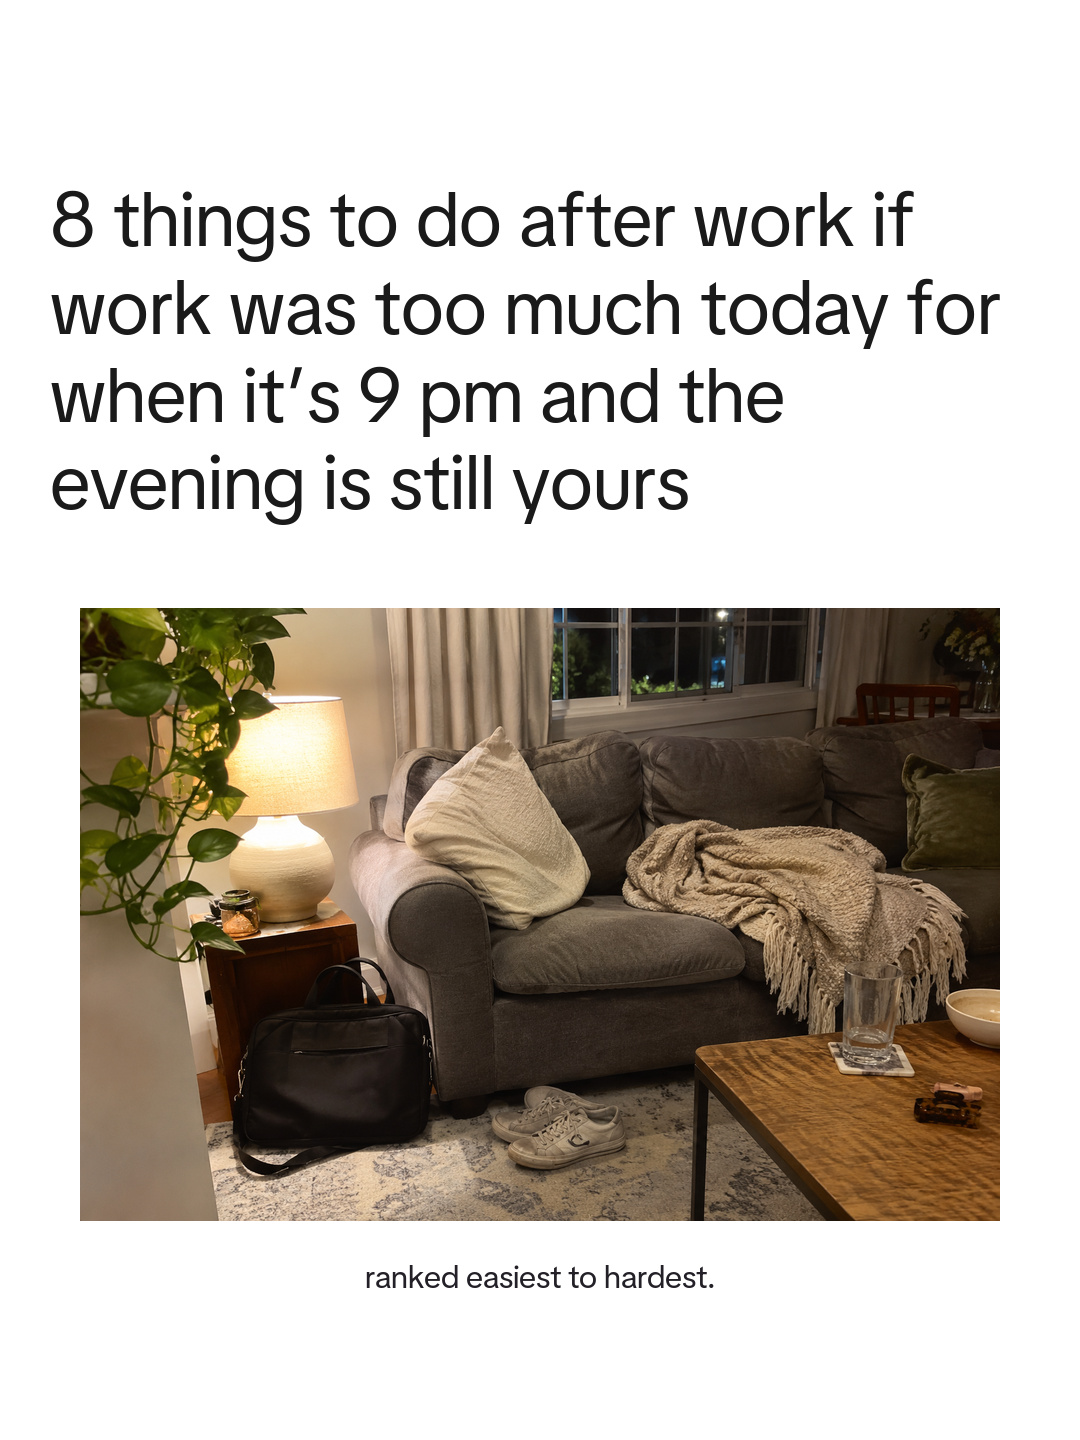 8 things to do after work if
work was too much today for
when it’s 9 pm and the
evening is still yours
ranked easiest to hardest.